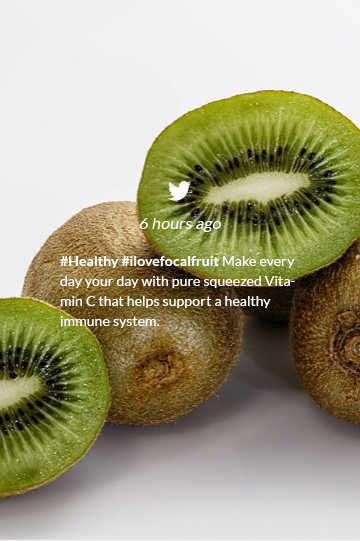 6 hours ago
#Healthy #ilovefocalfruit Make every
day your day with pure squeezed Vita-
min C that helps support a healthy
immune system.